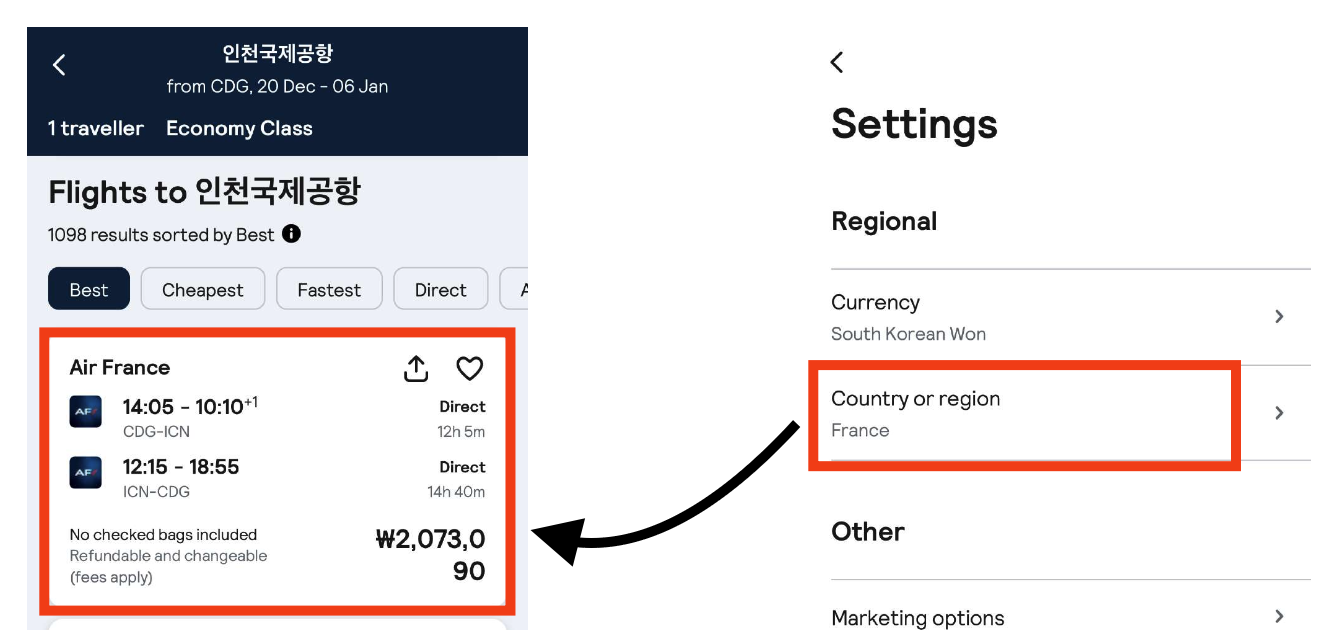 인천국제공항
from CDG, 20 Dec - 06 Jan
1 traveller Economy Class
Flights to 인천국제공항
1098 results sorted by Best
Best Cheapest Fastest Direct
Air France
AF 14:05 - 10:10+1 Direct
CDG-ICN 12h 5m
AF 12:15 - 18:55 Direct
ICN-CDG 14h 40m
No checked bags included
Refundable and changeable
(fees apply)
₩2,073,0
90
Settings
Regional
Currency
South Korean Won
Country or region
France
Other
Marketing options